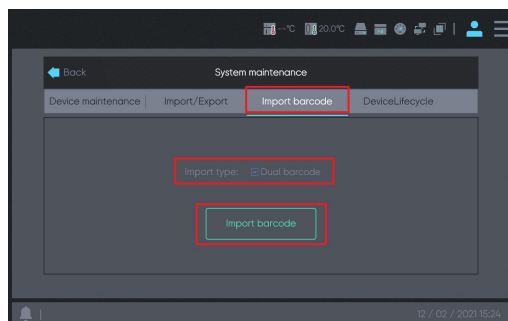 --°C 20.0°C
Back System maintenance
Device maintenance Import/Export Import barcode DeviceLifecycle
Import type: Dual barcode
Import barcode
12 / 02 / 2021 15:24